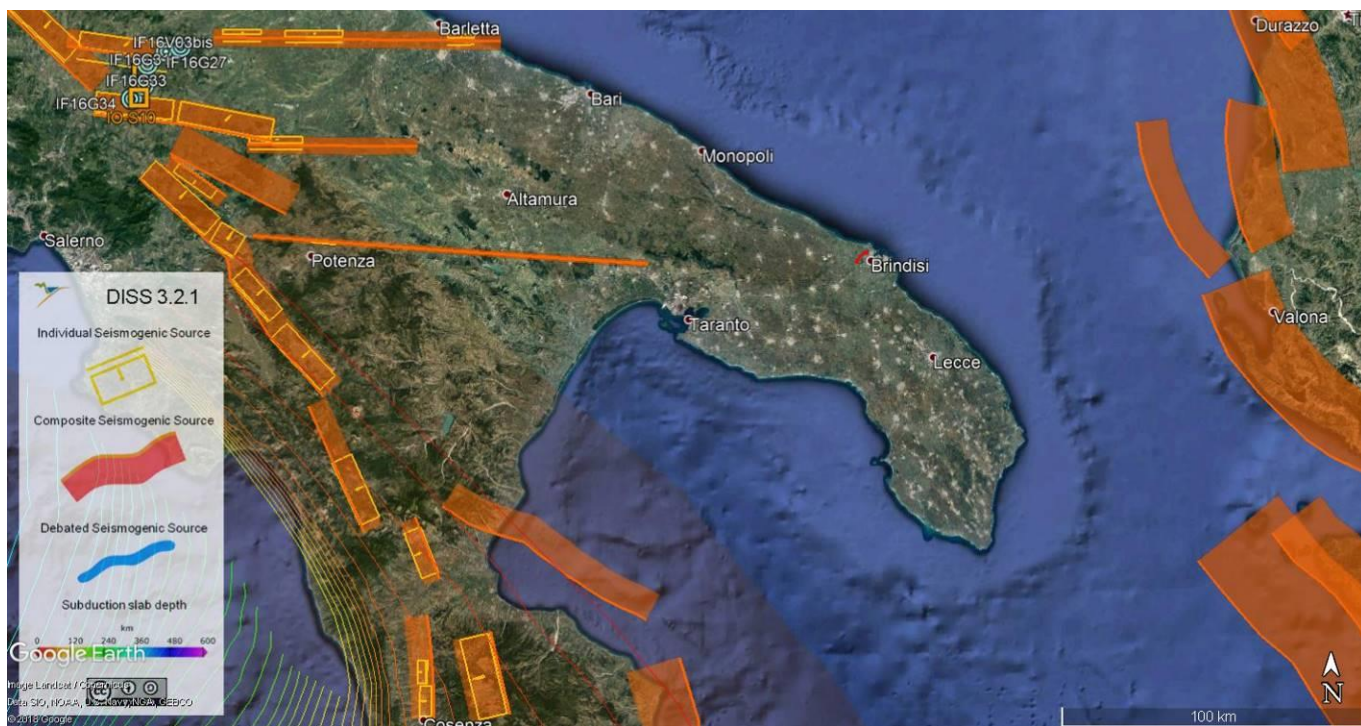 Barletta
Durazzo
IF16V03bis
IF16G27
IF16G33
IF16G34
Bari
Monopoli
Altamura
Salerno
Potenza
Brindisi
Taranto
Valona
Lecce
DISS 3.2.1
Individual Seismogenic Source
Composite Seismogenic Source
Debated Seismogenic Source
Subduction slab depth
km
0 120 240 360 480 600
Google Earth
Image Landsat / Copernicus
Data SIO, NOAA, U.S. Navy, NGA, GEBCO
© 2018 Google
cc
Cosenza
N
100 km